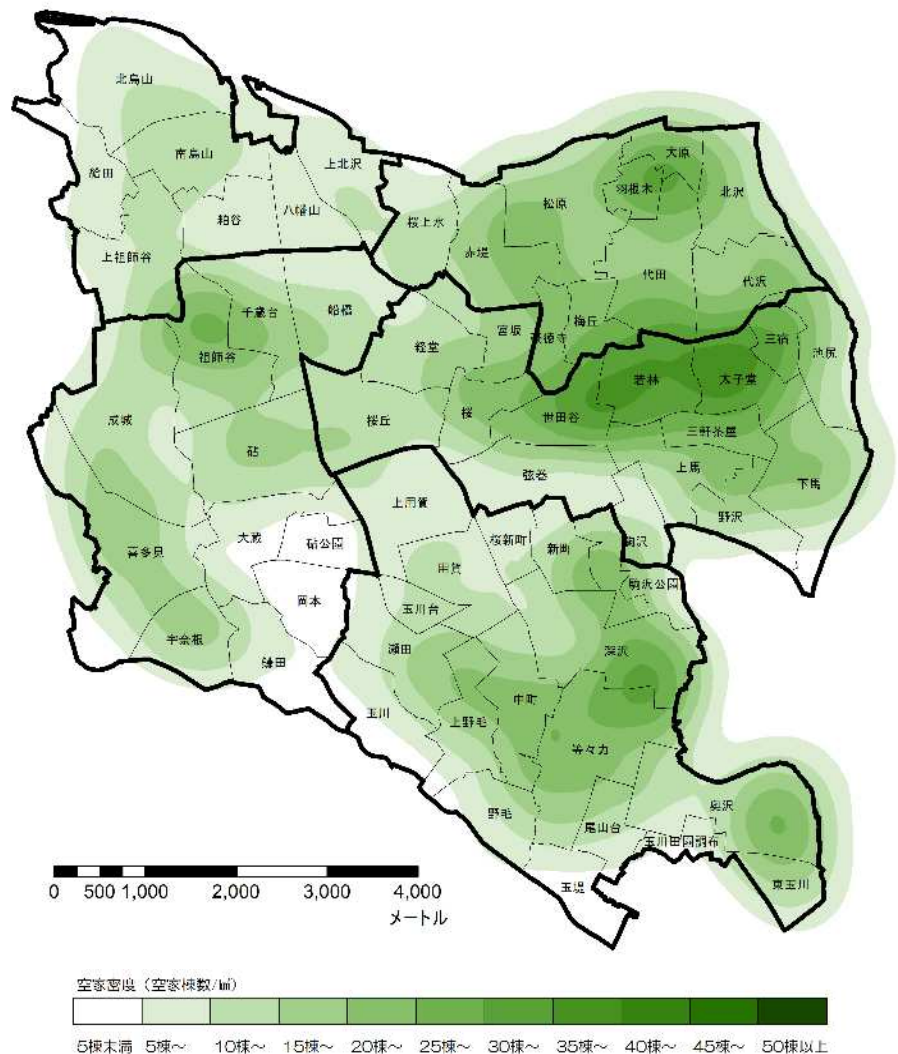 北烏山
給田
南烏山
上北沢
粕谷
八幡山
上祖師谷
大原
羽根木
北沢
桜上水
松原
赤堤
代田
代沢
千歳台
船橋
宮坂
梅丘
豪徳寺
三宿
池尻
経堂
祖師谷
若林
太子堂
成城
桜丘
桜
世田谷
三軒茶屋
砧
弦巻
上馬
下馬
上用賀
野沢
大蔵
砧公園
桜新町
新町
駒沢
喜多見
用賀
駒沢公園
岡本
玉川台
宇奈根
瀬田
深沢
鎌田
玉川
中町
上野毛
等々力
野毛
奥沢
尾山台
玉川田園調布
玉堤
東玉川
0 500 1,000 2,000 3,000 4,000
メートル
空家密度(空家棟数/㎢)
5棟未満 5棟~ 10棟~ 15棟~ 20棟~ 25棟~ 30棟~ 35棟~ 40棟~ 45棟~ 50棟以上